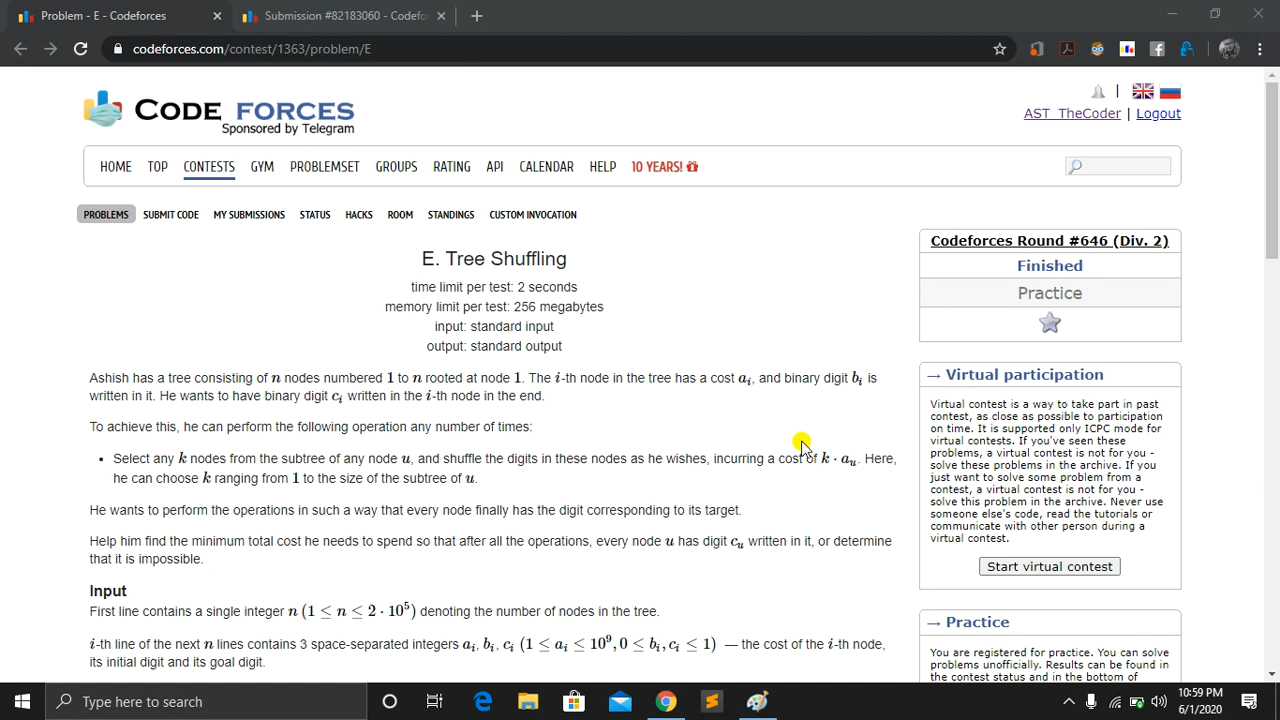 Problem - E - Codeforces
Submission #82183060 - Codefo
codeforces.com/contest/1363/problem/E
CODE FORCES
Sponsored by Telegram
AST_TheCoder | Logout
HOME TOP CONTESTS GYM PROBLEMSET GROUPS RATING API CALENDAR HELP 10 YEARS!
PROBLEMS SUBMIT CODE MY SUBMISSIONS STATUS HACKS ROOM STANDINGS CUSTOM INVOCATION
E. Tree Shuffling
time limit per test: 2 seconds
memory limit per test: 256 megabytes
input: standard input
output: standard output
Ashish has a tree consisting of n nodes numbered 1 to n rooted at node 1. The i-th node in the tree has a cost aᵢ, and binary digit bᵢ is
written in it. He wants to have binary digit cᵢ written in the i-th node in the end.
To achieve this, he can perform the following operation any number of times:
• Select any k nodes from the subtree of any node u, and shuffle the digits in these nodes as he wishes, incurring a cost of k · aᵤ. Here,
he can choose k ranging from 1 to the size of the subtree of u.
He wants to perform the operations in such a way that every node finally has the digit corresponding to its target.
Help him find the minimum total cost he needs to spend so that after all the operations, every node u has digit cᵤ written in it, or determine
that it is impossible.
Input
First line contains a single integer n (1 ≤ n ≤ 2 · 10⁵) denoting the number of nodes in the tree.
i-th line of the next n lines contains 3 space-separated integers aᵢ, bᵢ, cᵢ (1 ≤ aᵢ ≤ 10⁹, 0 ≤ bᵢ, cᵢ ≤ 1) — the cost of the i-th node,
its initial digit and its goal digit.
Codeforces Round #646 (Div. 2)
Finished
Practice
→ Virtual participation
Virtual contest is a way to take part in past
contest, as close as possible to participation
on time. It is supported only ICPC mode for
virtual contests. If you've seen these
problems, a virtual contest is not for you -
solve these problems in the archive. If you
just want to solve some problem from a
contest, a virtual contest is not for you -
solve this problem in the archive. Never use
someone else's code, read the tutorials or
communicate with other person during a
virtual contest.
Start virtual contest
→ Practice
You are registered for practice. You can solve
problems unofficially. Results can be found in
the contest status and in the bottom of
Type here to search
10:59 PM
6/1/2020